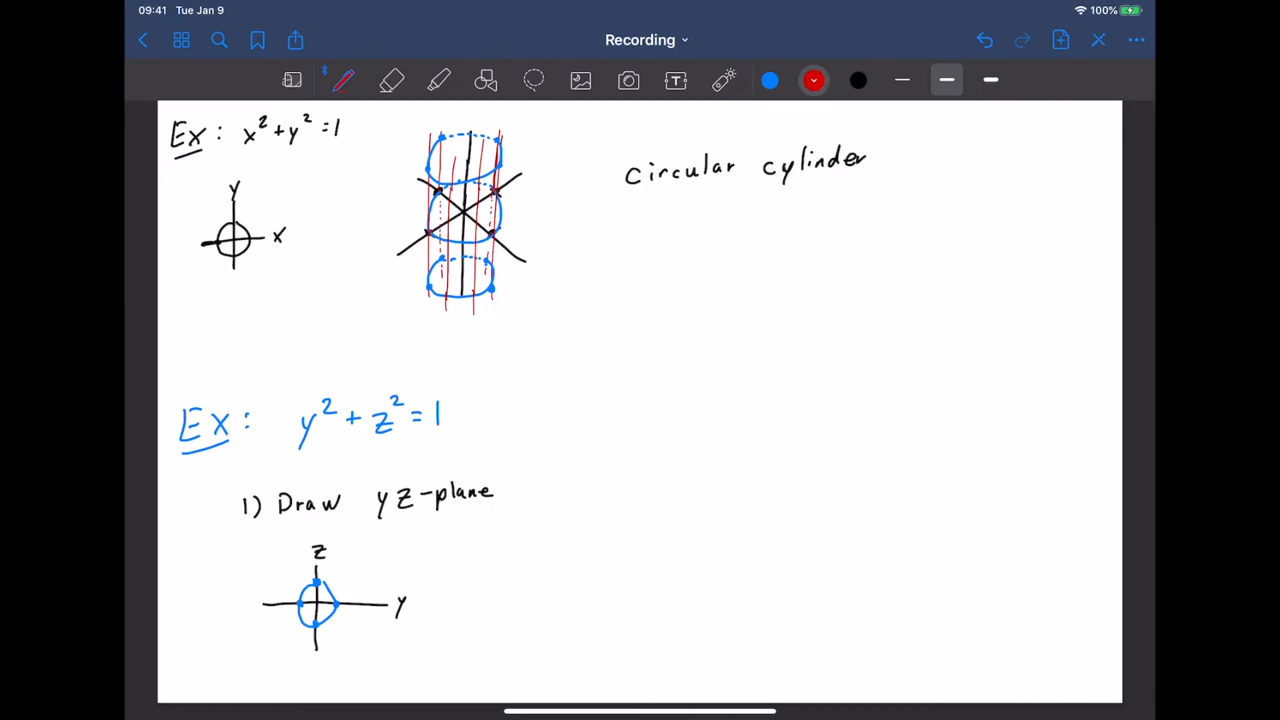 09:41 Tue Jan 9
100%
Recording
T
Ex: x² + y² = 1
circular cylinder
y
x
Ex: y² + z² = 1
1) Draw yz-plane
z
y